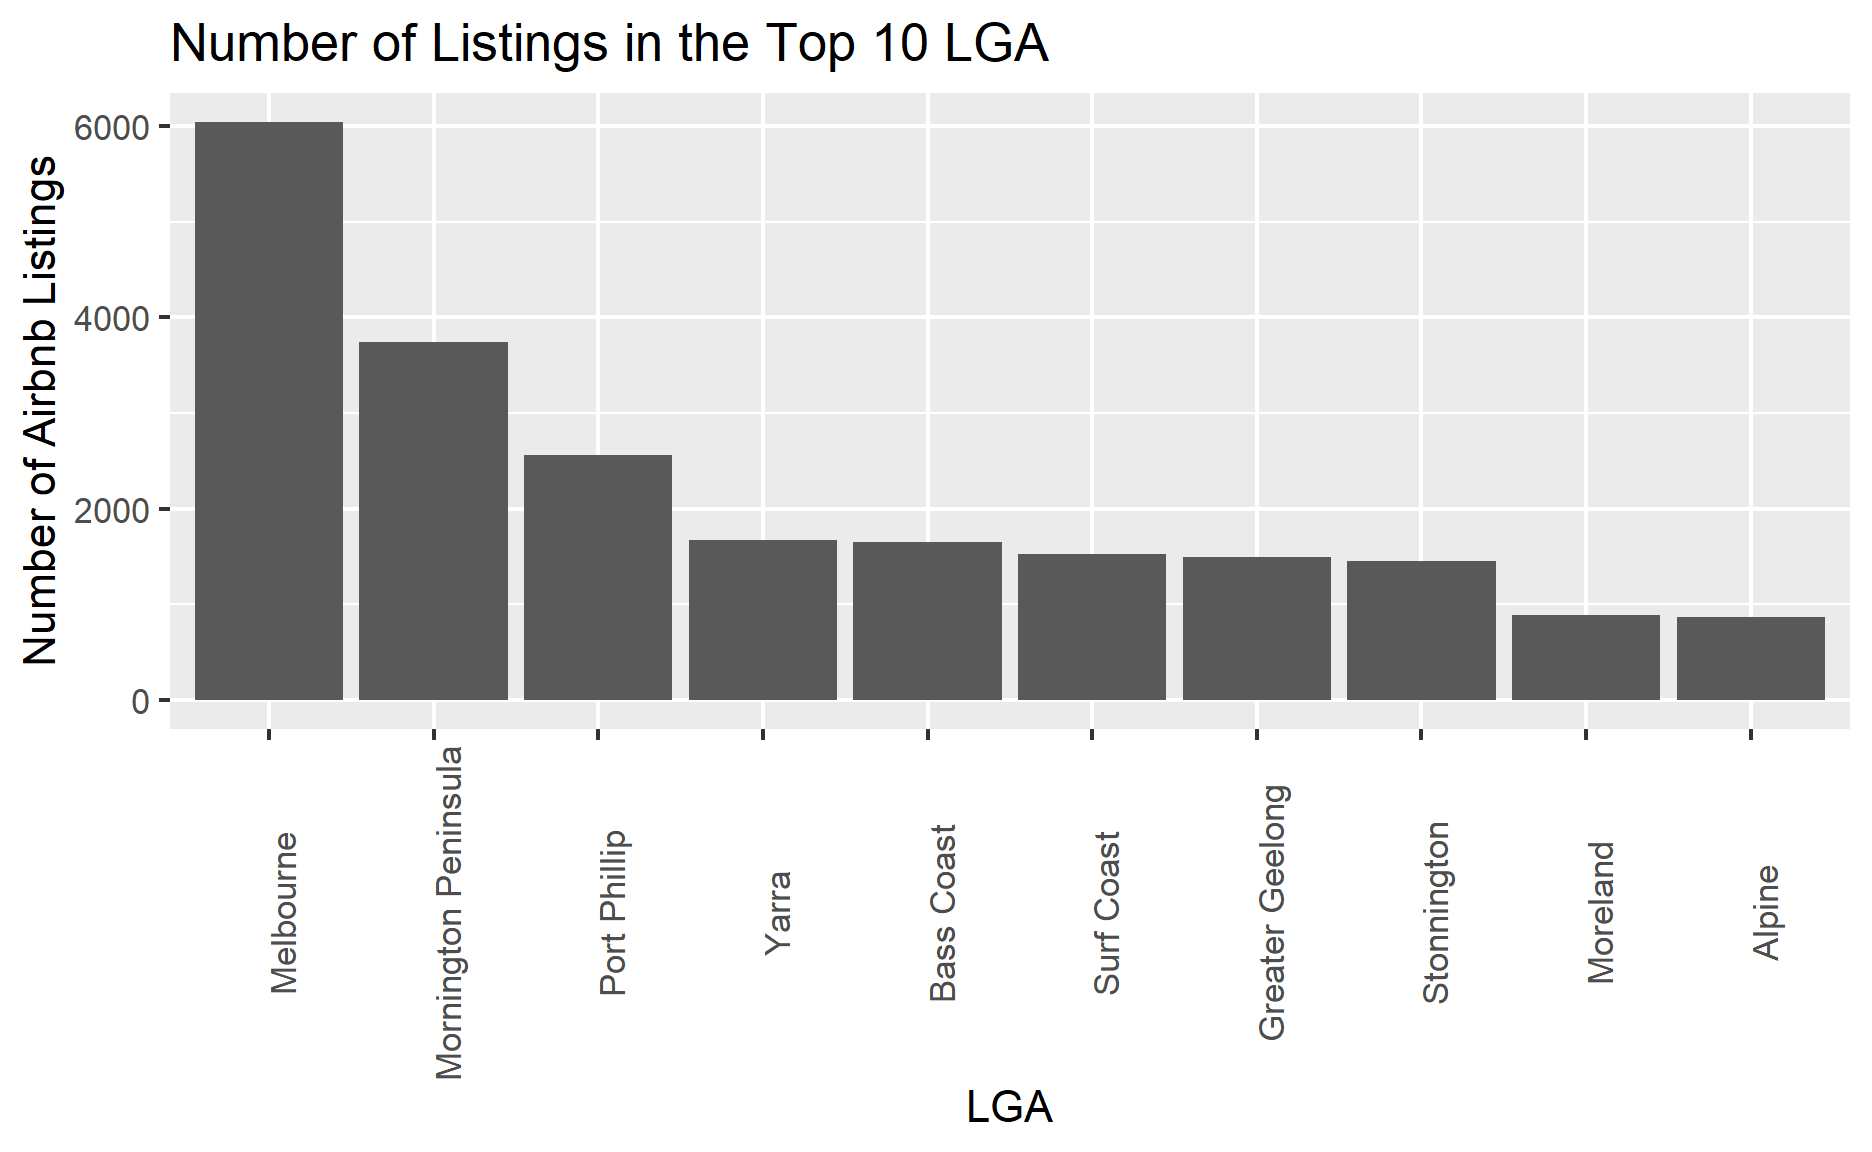 Number of Listings in the Top 10 LGA
Number of Airbnb Listings
6000
4000
2000
0
Melbourne
Mornington Peninsula
Port Phillip
Yarra
Bass Coast
Surf Coast
Greater Geelong
Stonnington
Moreland
Alpine
LGA